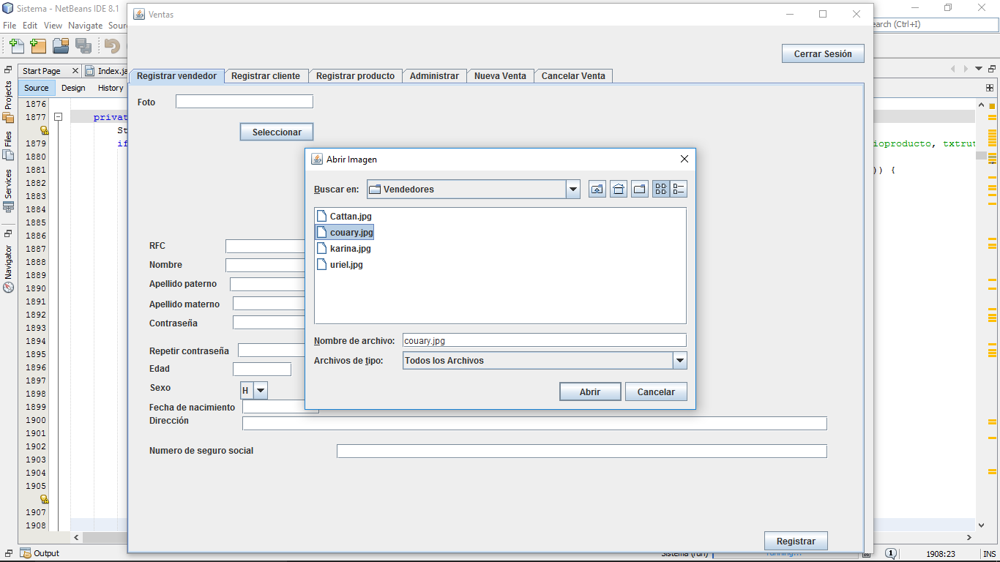 Sistema - NetBeans IDE 8.1
File Edit View Navigate
earch (Ctrl+I)
Ventas
Cerrar Sesión
Start Page
Source Design History
Projects
Files
Services
Navigator
Registrar vendedor Registrar cliente Registrar producto Administrar Nueva Venta Cancelar Venta
Foto
Seleccionar
Abrir Imagen
Buscar en: Vendedores
Cattan.jpg
couary.jpg
karina.jpg
uriel.jpg
Nombre de archivo: couary.jpg
Archivos de tipo: Todos los Archivos
Abrir Cancelar
RFC
Nombre
Apellido paterno
Apellido materno
Contraseña
Repetir contraseña
Edad
Sexo H
Fecha de nacimiento
Dirección
Numero de seguro social
Registrar
1876
1877 privat
St
1879 if ioproducto, txtrut
1880
1881 )) {
1882
1883
1884
1885
1886
1887
1888
1889
1890
1891
1892
1893
1894
1895
1896
1897
1898
1899
1900
1901
1902
1903
1904
1905
1907
1908
Output
Sistema (run) running...
1 1908:23 INS